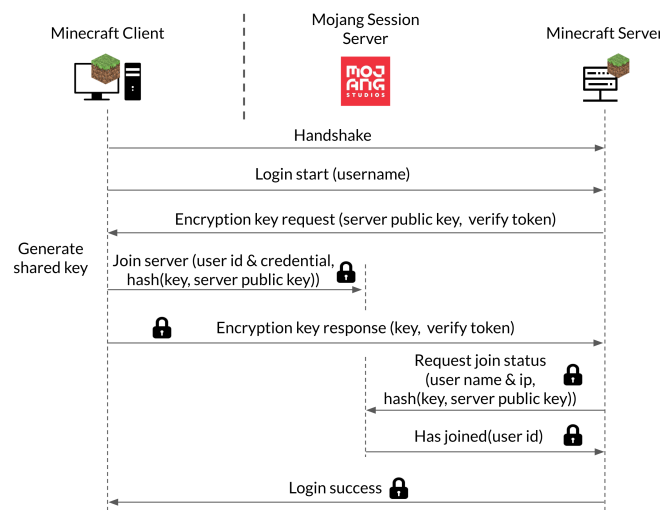 Minecraft Client
Mojang Session
Server
Minecraft Server
MOJ
ANG
STUDIOS
Handshake
Login start (username)
Encryption key request (server public key, verify token)
Generate
shared key
Join server (user id & credential,
hash(key, server public key))
Encryption key response (key, verify token)
Request join status
(user name & ip,
hash(key, server public key))
Has joined(user id)
Login success